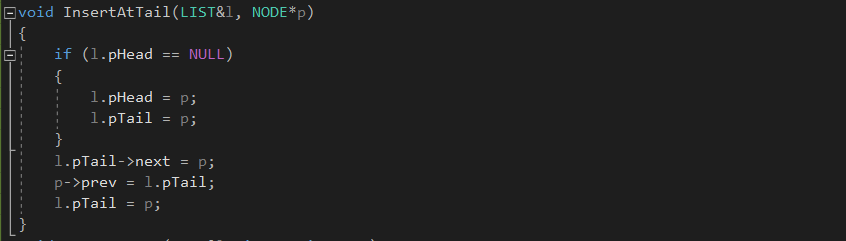 void InsertAtTail(LIST&l, NODE*p)
{
if (l.pHead == NULL)
{
l.pHead = p;
l.pTail = p;
}
l.pTail->next = p;
p->prev = l.pTail;
l.pTail = p;
}